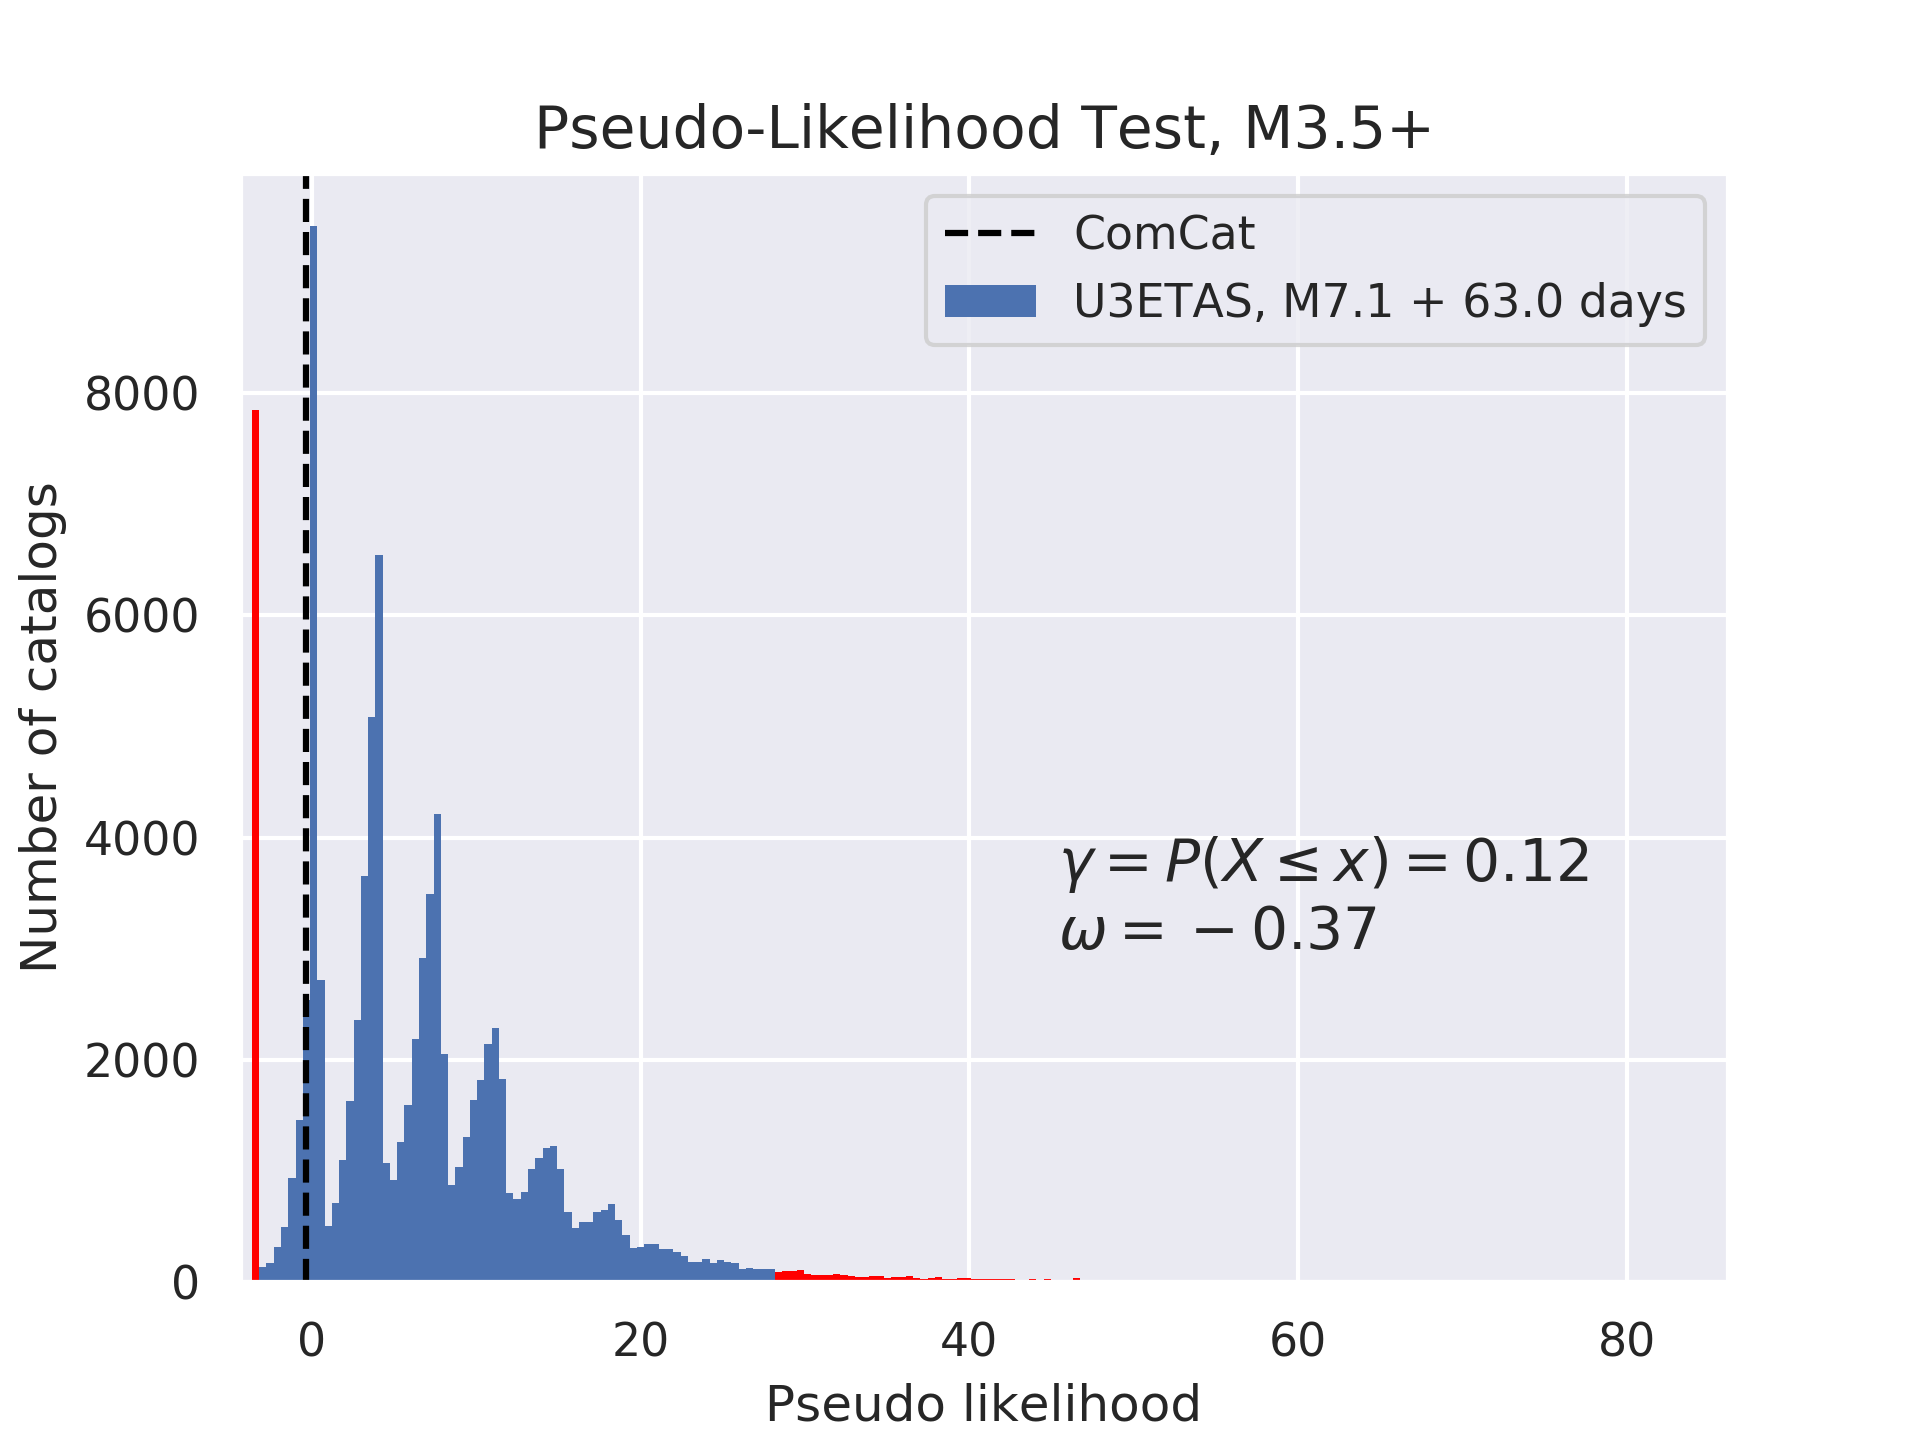 Pseudo-Likelihood Test, M3.5+
ComCat
U3ETAS, M7.1 + 63.0 days
Number of catalogs
8000
6000
4000
2000
0
γ = P(X ≤ x) = 0.12
ω = − 0.37
0 20 40 60 80
Pseudo likelihood